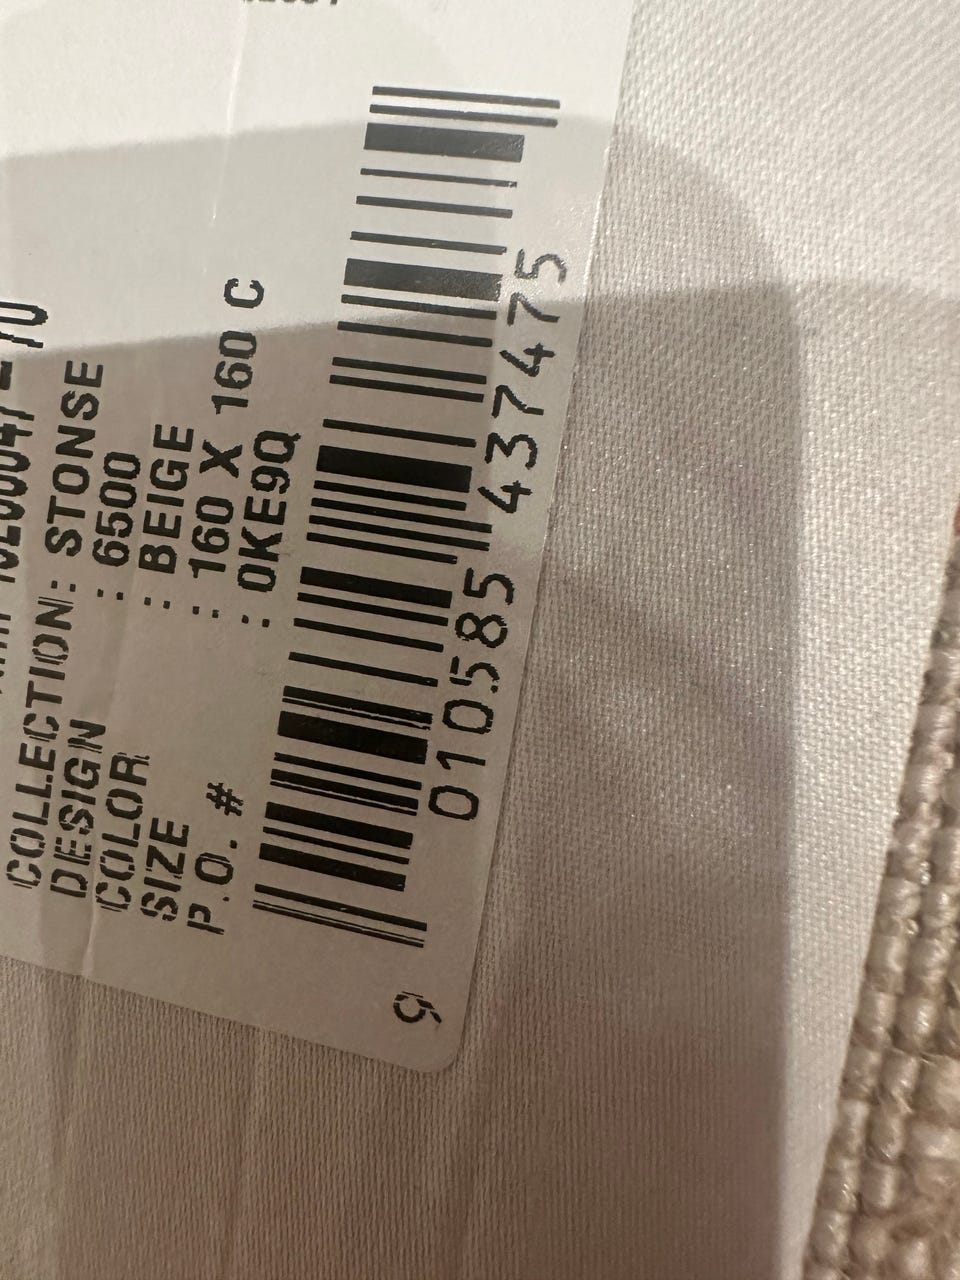 COLLECTION: STONSE
DESIGN : 6500
COLOR : BEIGE
SIZE : 160 X 160 C
P.O. # : 0KE9Q
9 010585 437475